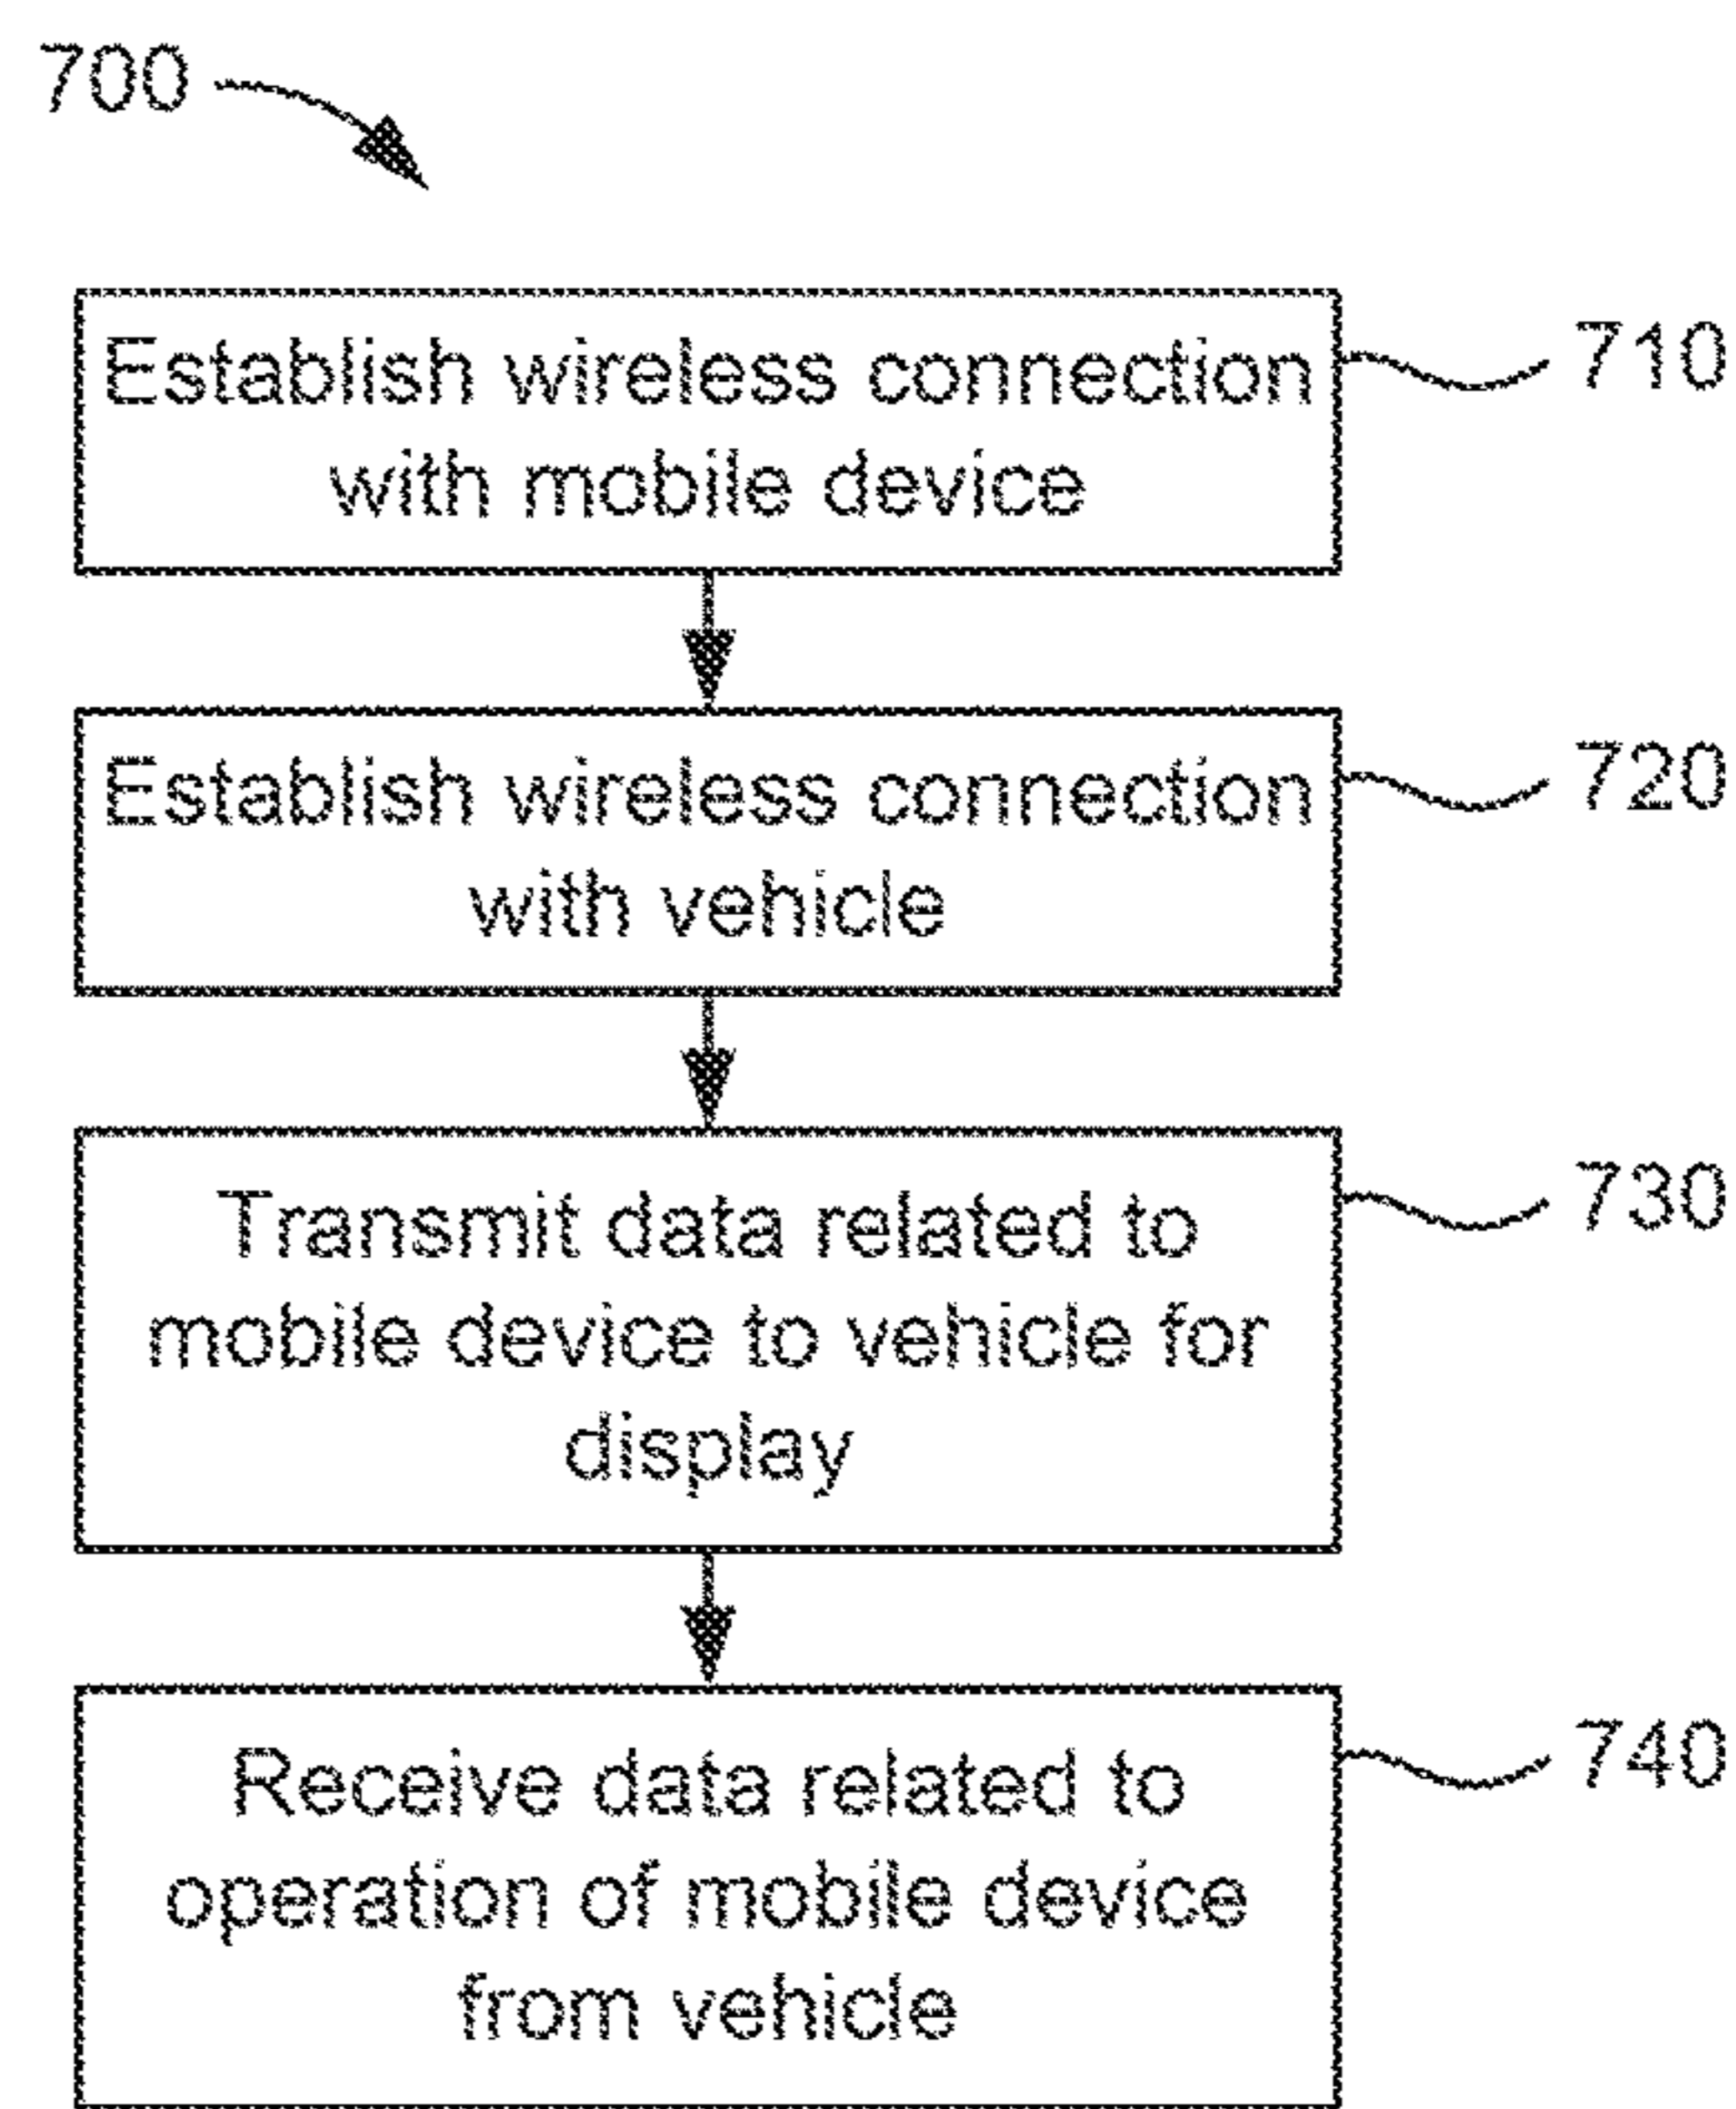 700
Establish wireless connection
with mobile device
710
Establish wireless connection
with vehicle
720
Transmit data related to
mobile device to vehicle for
display
730
Receive data related to
operation of mobile device
from vehicle
740